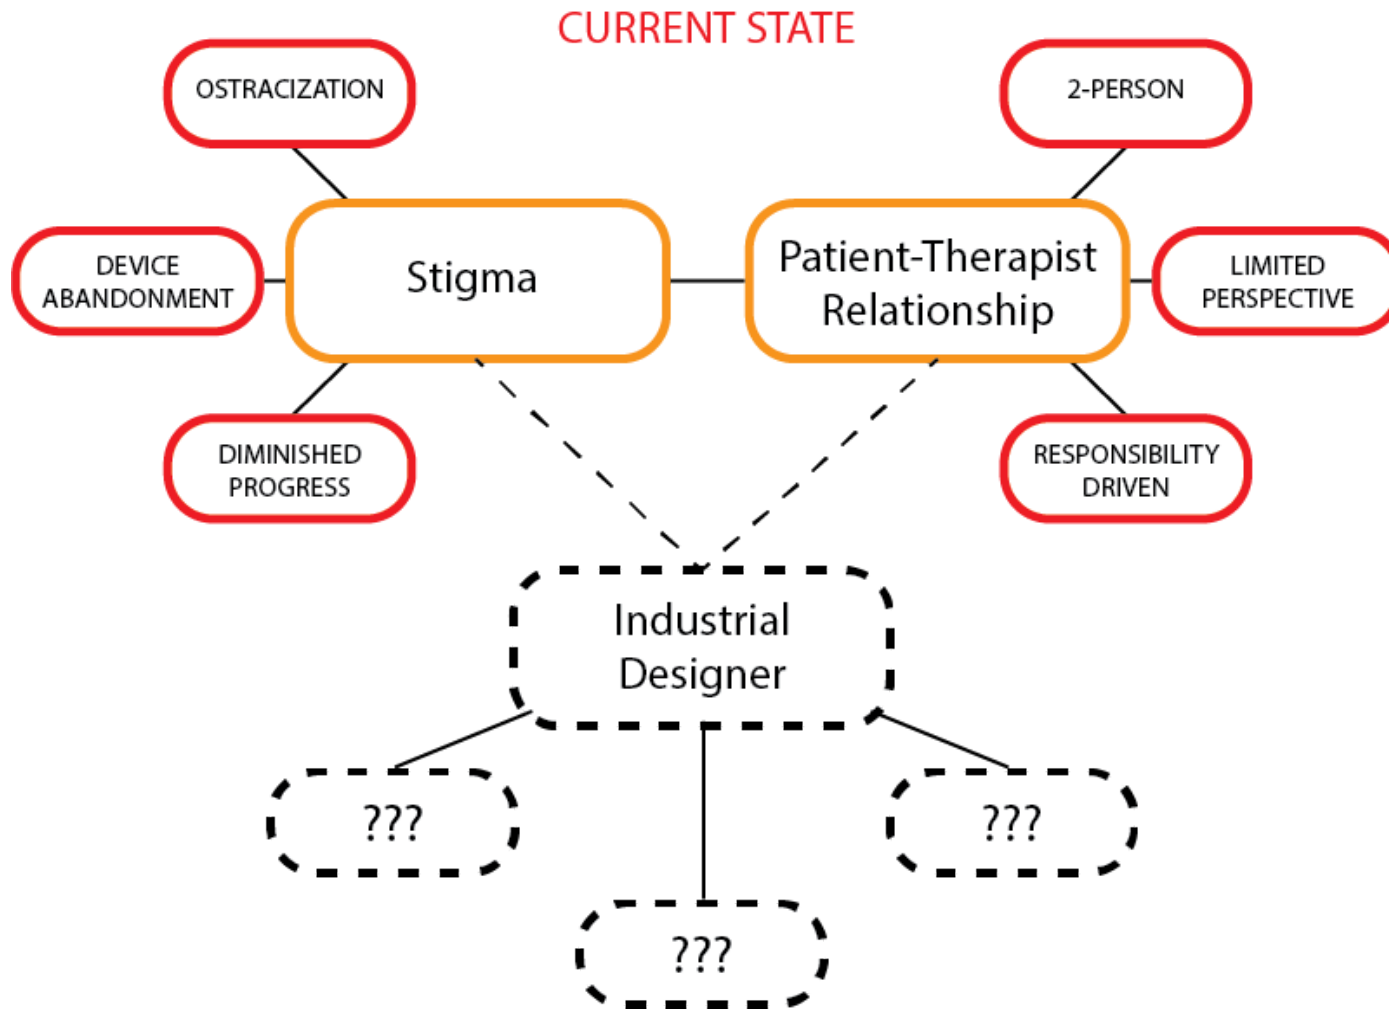 CURRENT STATE
OSTRACIZATION
2-PERSON
DEVICE
ABANDONMENT
Stigma
Patient-Therapist
Relationship
LIMITED
PERSPECTIVE
DIMINISHED
PROGRESS
RESPONSIBILITY
DRIVEN
Industrial
Designer
???
???
???